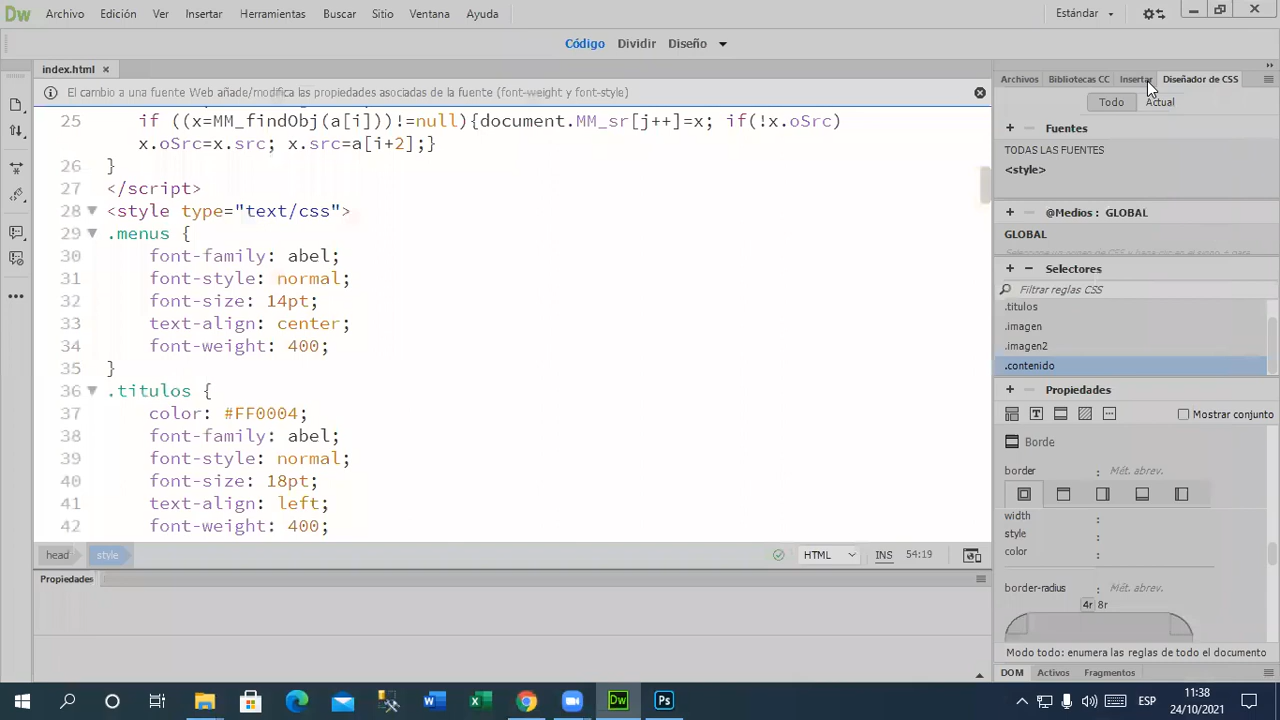 Dw Archivo Edición Ver Insertar Herramientas Buscar Sitio Ventana Ayuda Estándar
Código Dividir Diseño
index.html
El cambio a una fuente Web añade/modifica las propiedades asociadas de la fuente (font-weight y font-style)
25 if ((x=MM_findObj(a[i]))!=null){document.MM_sr[j++]=x; if(!x.oSrc)
x.oSrc=x.src; x.src=a[i+2];}
26 }
27 </script>
28 <style type="text/css">
29 .menus {
30 font-family: abel;
31 font-style: normal;
32 font-size: 14pt;
33 text-align: center;
34 font-weight: 400;
35 }
36 .titulos {
37 color: #FF0004;
38 font-family: abel;
39 font-style: normal;
40 font-size: 18pt;
41 text-align: left;
42 font-weight: 400;
head style HTML INS 54:19
Propiedades
Archivos Bibliotecas CC Insertar Diseñador de CSS
Todo Actual
Fuentes
TODAS LAS FUENTES
<style>
@Medios : GLOBAL
GLOBAL
Selectores
Filtrar reglas CSS
.titulos
.imagen
.imagen2
.contenido
Propiedades
Mostrar conjunto
Borde
border : Mét. abrev.
width :
style :
color :
border-radius : Mét. abrev.
4r 8r
Modo todo: enumera las reglas de todo el documento
DOM Activos Fragmentos
W X Dw Ps ESP 11:38
24/10/2021